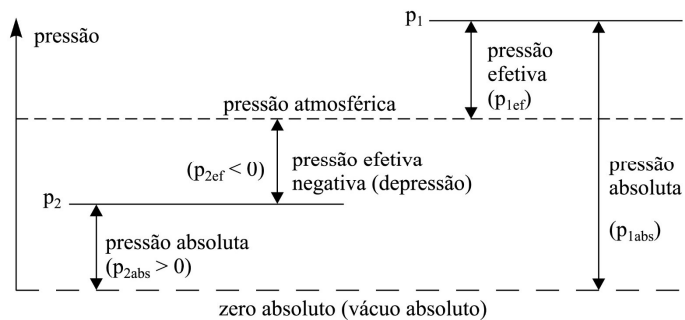 pressão
p₁
pressão
efetiva
(p₁ef)
pressão atmosférica
(p₂ef < 0)
pressão efetiva
negativa (depressão)
pressão
absoluta
(p₁abs)
p₂
pressão absoluta
(p₂abs > 0)
zero absoluto (vácuo absoluto)